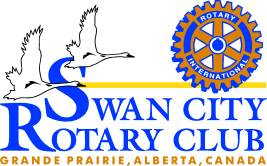 ROTARY
INTERNATIONAL
SWAN CITY
ROTARY CLUB
GRANDE PRAIRIE, ALBERTA, CANADA